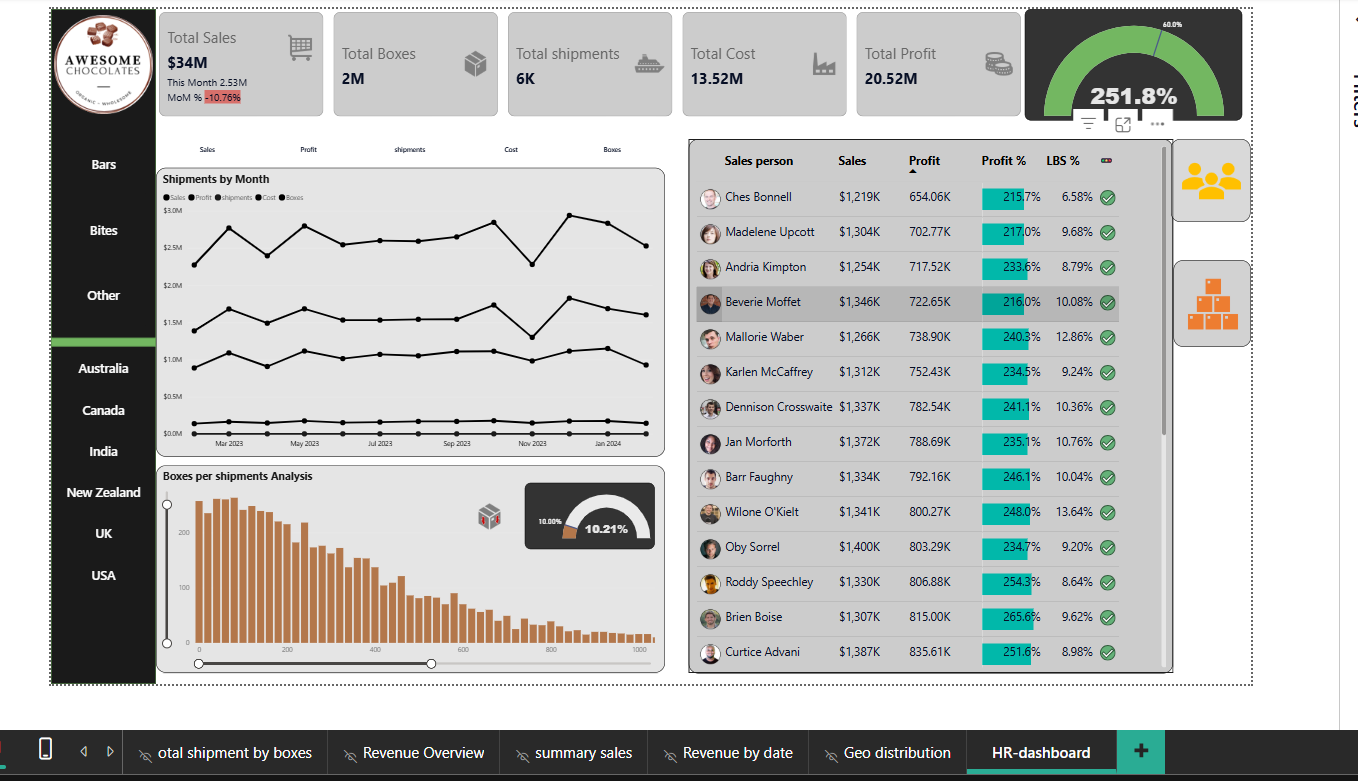 AWESOME
CHOCOLATES
ORGANIC • WHOLESOME
Total Sales
$34M
This Month 2.53M
MoM % -10.76%
Total Boxes
2M
Total shipments
6K
Total Cost
13.52M
Total Profit
20.52M
60.0%
251.8%
Bars
Bites
Other
Australia
Canada
India
New Zealand
UK
USA
Sales Profit shipments Cost Boxes
Shipments by Month
Sales Profit shipments Cost Boxes
$3.0M
$2.5M
$2.0M
$1.5M
$1.0M
$0.5M
$0.0M
Mar 2023 May 2023 Jul 2023 Sep 2023 Nov 2023 Jan 2024
Boxes per shipments Analysis
10.00%
10.21%
200
100
0
0 200 400 600 800 1000
Sales person Sales Profit Profit % LBS %
Ches Bonnell $1,219K 654.06K 215.7% 6.58%
Madelene Upcott $1,304K 702.77K 217.0% 9.68%
Andria Kimpton $1,254K 717.52K 233.6% 8.79%
Beverie Moffet $1,346K 722.65K 216.0% 10.08%
Mallorie Waber $1,266K 738.90K 240.3% 12.86%
Karlen McCaffrey $1,312K 752.43K 234.5% 9.24%
Dennison Crosswaite $1,337K 782.54K 241.1% 10.36%
Jan Morforth $1,372K 788.69K 235.1% 10.76%
Barr Faughny $1,334K 792.16K 246.1% 10.04%
Wilone O'Kielt $1,341K 800.27K 248.0% 13.64%
Oby Sorrel $1,400K 803.29K 234.7% 9.20%
Roddy Speechley $1,330K 806.88K 254.3% 8.64%
Brien Boise $1,307K 815.00K 265.6% 9.62%
Curtice Advani $1,387K 835.61K 251.6% 8.98%
otal shipment by boxes
Revenue Overview
summary sales
Revenue by date
Geo distribution
HR-dashboard